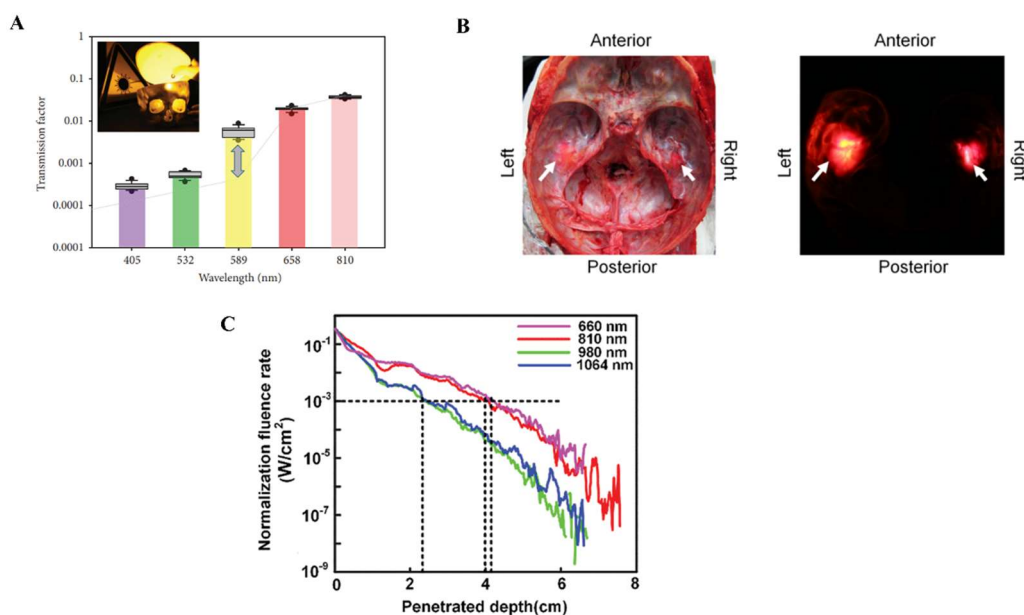 A
Transmission factor
1
0.1
0.01
0.001
0.0001
0.0001
405
532
589
658
810
Wavelength (nm)
B
Anterior
Left
Right
Posterior
Anterior
Left
Right
Posterior
C
Normalization fluence rate
(W/cm²)
10⁻¹
10⁻³
10⁻⁵
10⁻⁷
10⁻⁹
660 nm
810 nm
980 nm
1064 nm
0
2
4
6
8
Penetrated depth(cm)